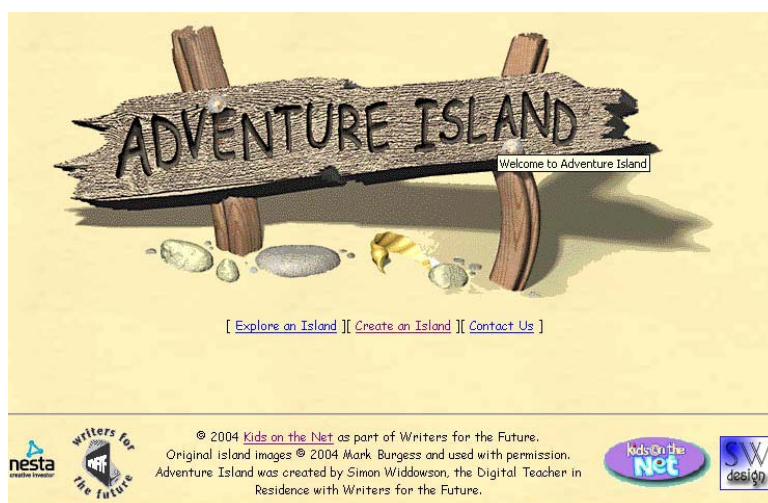 ADVENTURE ISLAND
Welcome to Adventure Island
[ Explore an Island ][ Create an Island ][ Contact Us ]
nesta
creative investor
writers for
the future
© 2004 Kids on the Net as part of Writers for the Future.
Original island images © 2004 Mark Burgess and used with permission.
Adventure Island was created by Simon Widdowson, the Digital Teacher in
Residence with Writers for the Future.
kids on the
Net
SW
design